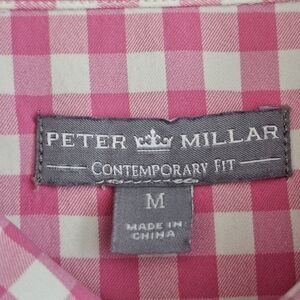 PETER MILLAR
CONTEMPORARY FIT
M
MADE IN
CHINA